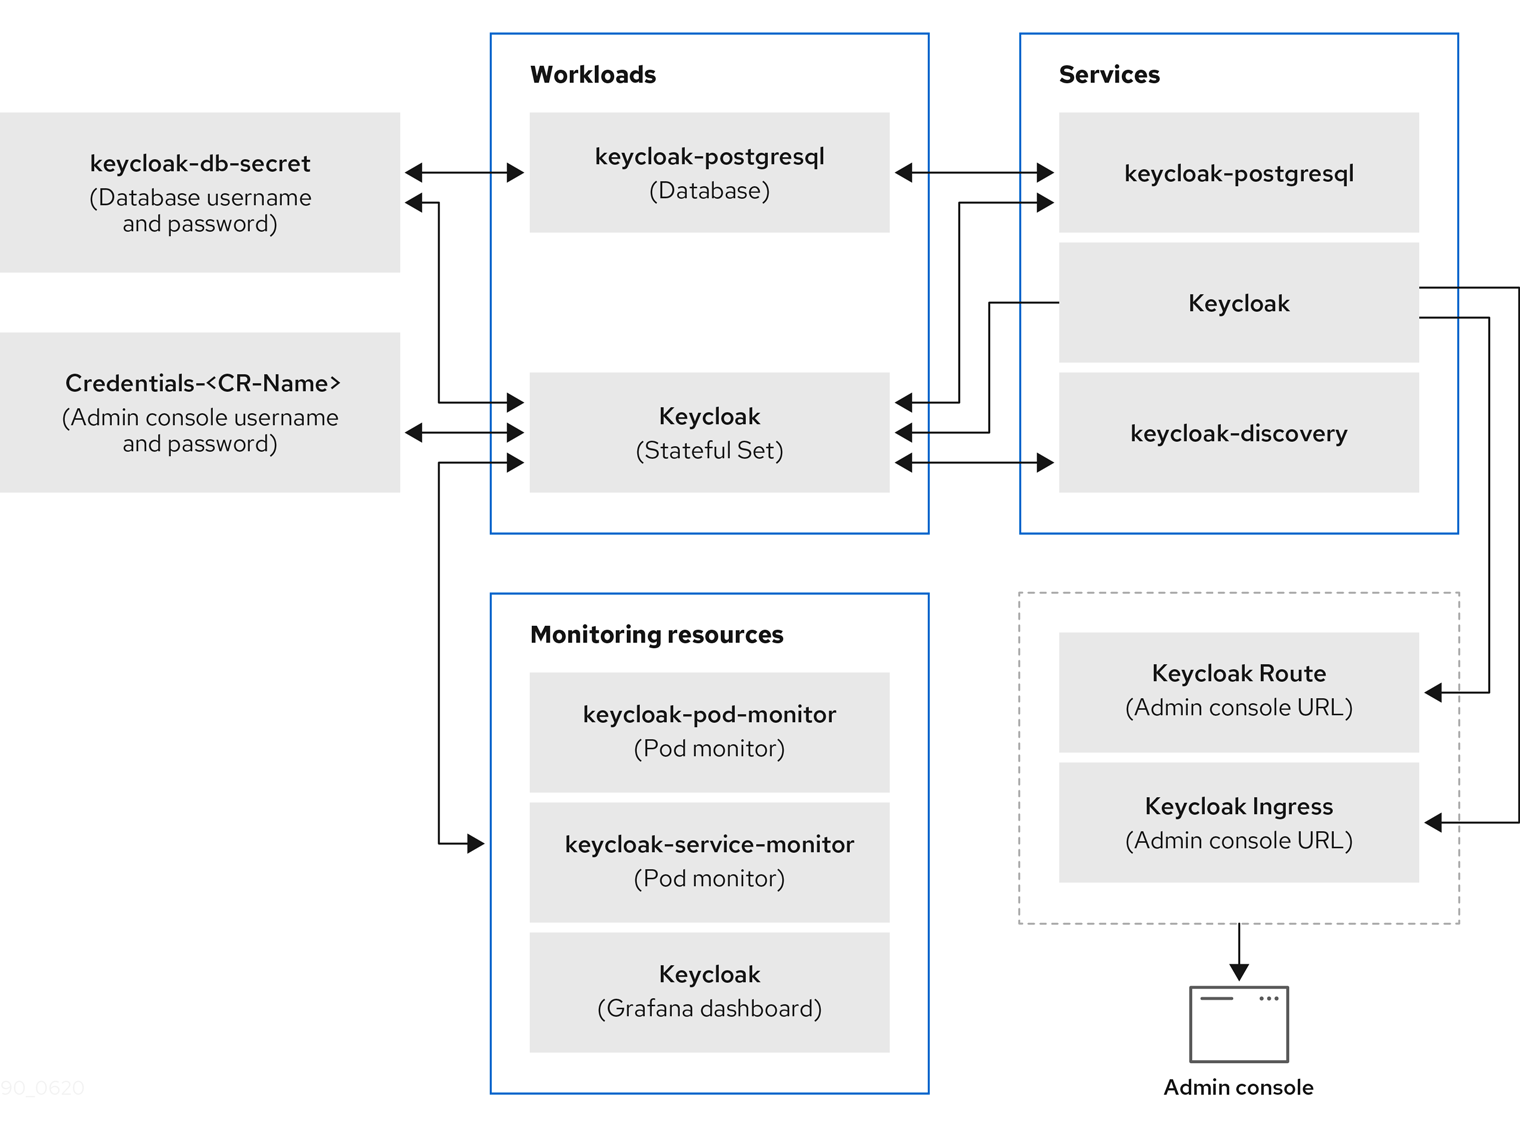 Workloads
Services
keycloak-db-secret
(Database username
and password)
keycloak-postgresql
(Database)
keycloak-postgresql
Keycloak
Credentials-<CR-Name>
(Admin console username
and password)
Keycloak
(Stateful Set)
keycloak-discovery
Monitoring resources
keycloak-pod-monitor
(Pod monitor)
keycloak-service-monitor
(Pod monitor)
Keycloak
(Grafana dashboard)
Keycloak Route
(Admin console URL)
Keycloak Ingress
(Admin console URL)
Admin console
90_0620